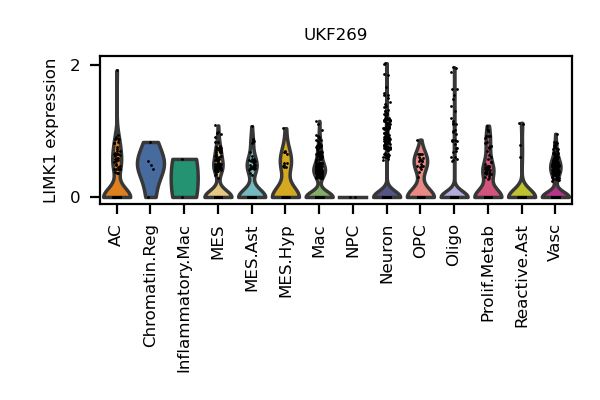 UKF269
LIMK1 expression
2
0
AC
Chromatin.Reg
Inflammatory.Mac
MES
MES.Ast
MES.Hyp
Mac
NPC
Neuron
OPC
Oligo
Prolif.Metab
Reactive.Ast
Vasc